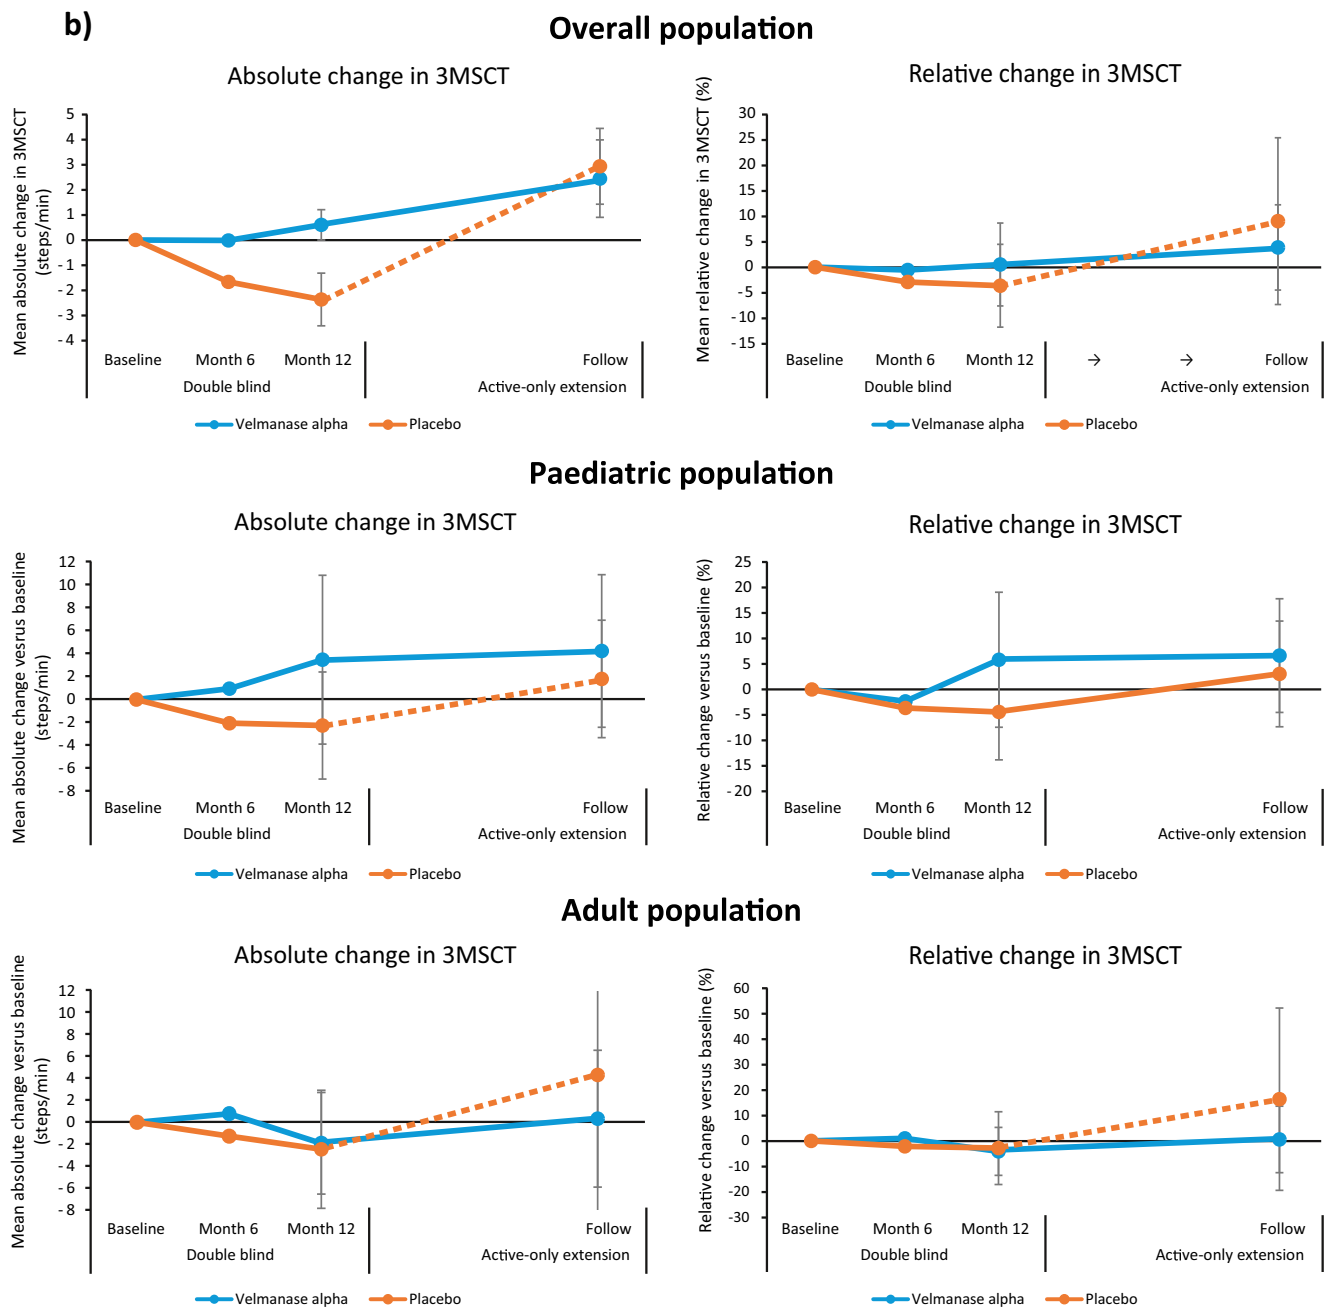 b)
Overall population
Absolute change in 3MSCT
Mean absolute change in 3MSCT
(steps/min)
5
4
3
2
1
0
-1
-2
-3
-4
Baseline Month 6 Month 12 Follow
Double blind Active-only extension
Velmanase alpha Placebo
Relative change in 3MSCT
Mean relative change in 3MSCT (%)
30
25
20
15
10
5
0
-5
-10
-15
Baseline Month 6 Month 12 → → Follow
Double blind Active-only extension
Velmanase alpha Placebo
Paediatric population
Absolute change in 3MSCT
Mean absolute change vesrus baseline
(steps/min)
12
10
8
6
4
2
0
-2
-4
-6
-8
Baseline Month 6 Month 12 Follow
Double blind Active-only extension
Velmanase alpha Placebo
Relative change in 3MSCT
Relative change versus baseline (%)
25
20
15
10
5
0
-5
-10
-15
-20
Baseline Month 6 Month 12 Follow
Double blind Active-only extension
Velmanase alpha Placebo
Adult population
Absolute change in 3MSCT
Mean absolute change vesrus baseline
(steps/min)
12
10
8
6
4
2
0
-2
-4
-6
-8
Baseline Month 6 Month 12 Follow
Double blind Active-only extension
Velmanase alpha Placebo
Relative change in 3MSCT
Relative change versus baseline (%)
60
50
40
30
20
10
0
-10
-20
-30
Baseline Month 6 Month 12 Follow
Double blind Active-only extension
Velmanase alpha Placebo